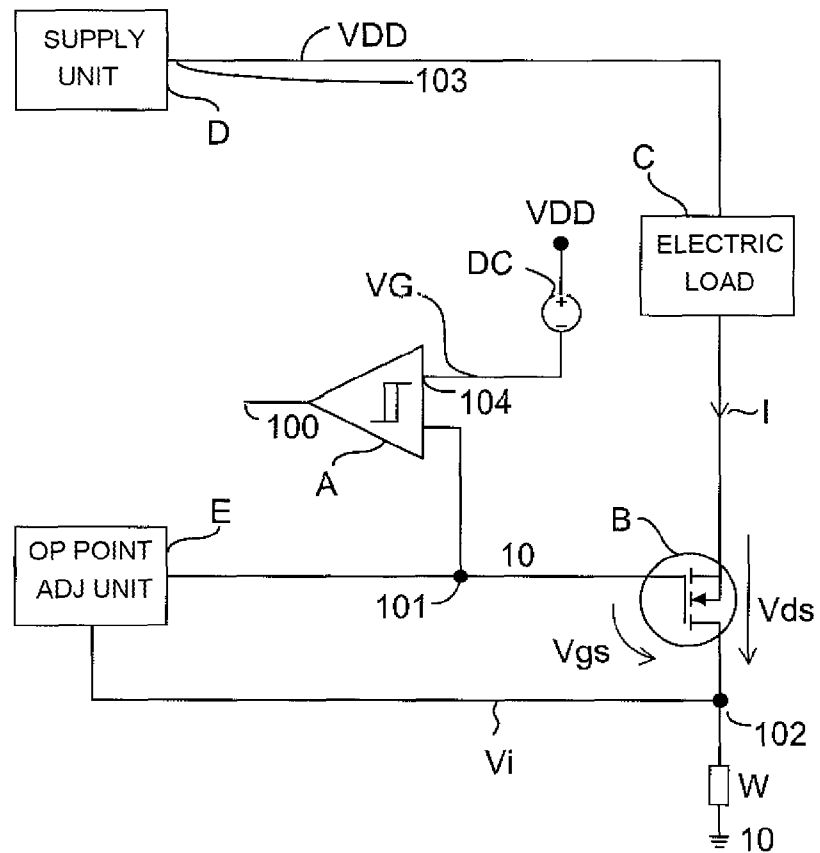 SUPPLY
UNIT
VDD
103
D
C
ELECTRIC
LOAD
VDD
DC
+
−
VG
104
100
A
I
E
OP POINT
ADJ UNIT
10
101
B
Vgs
Vds
Vi
102
W
10